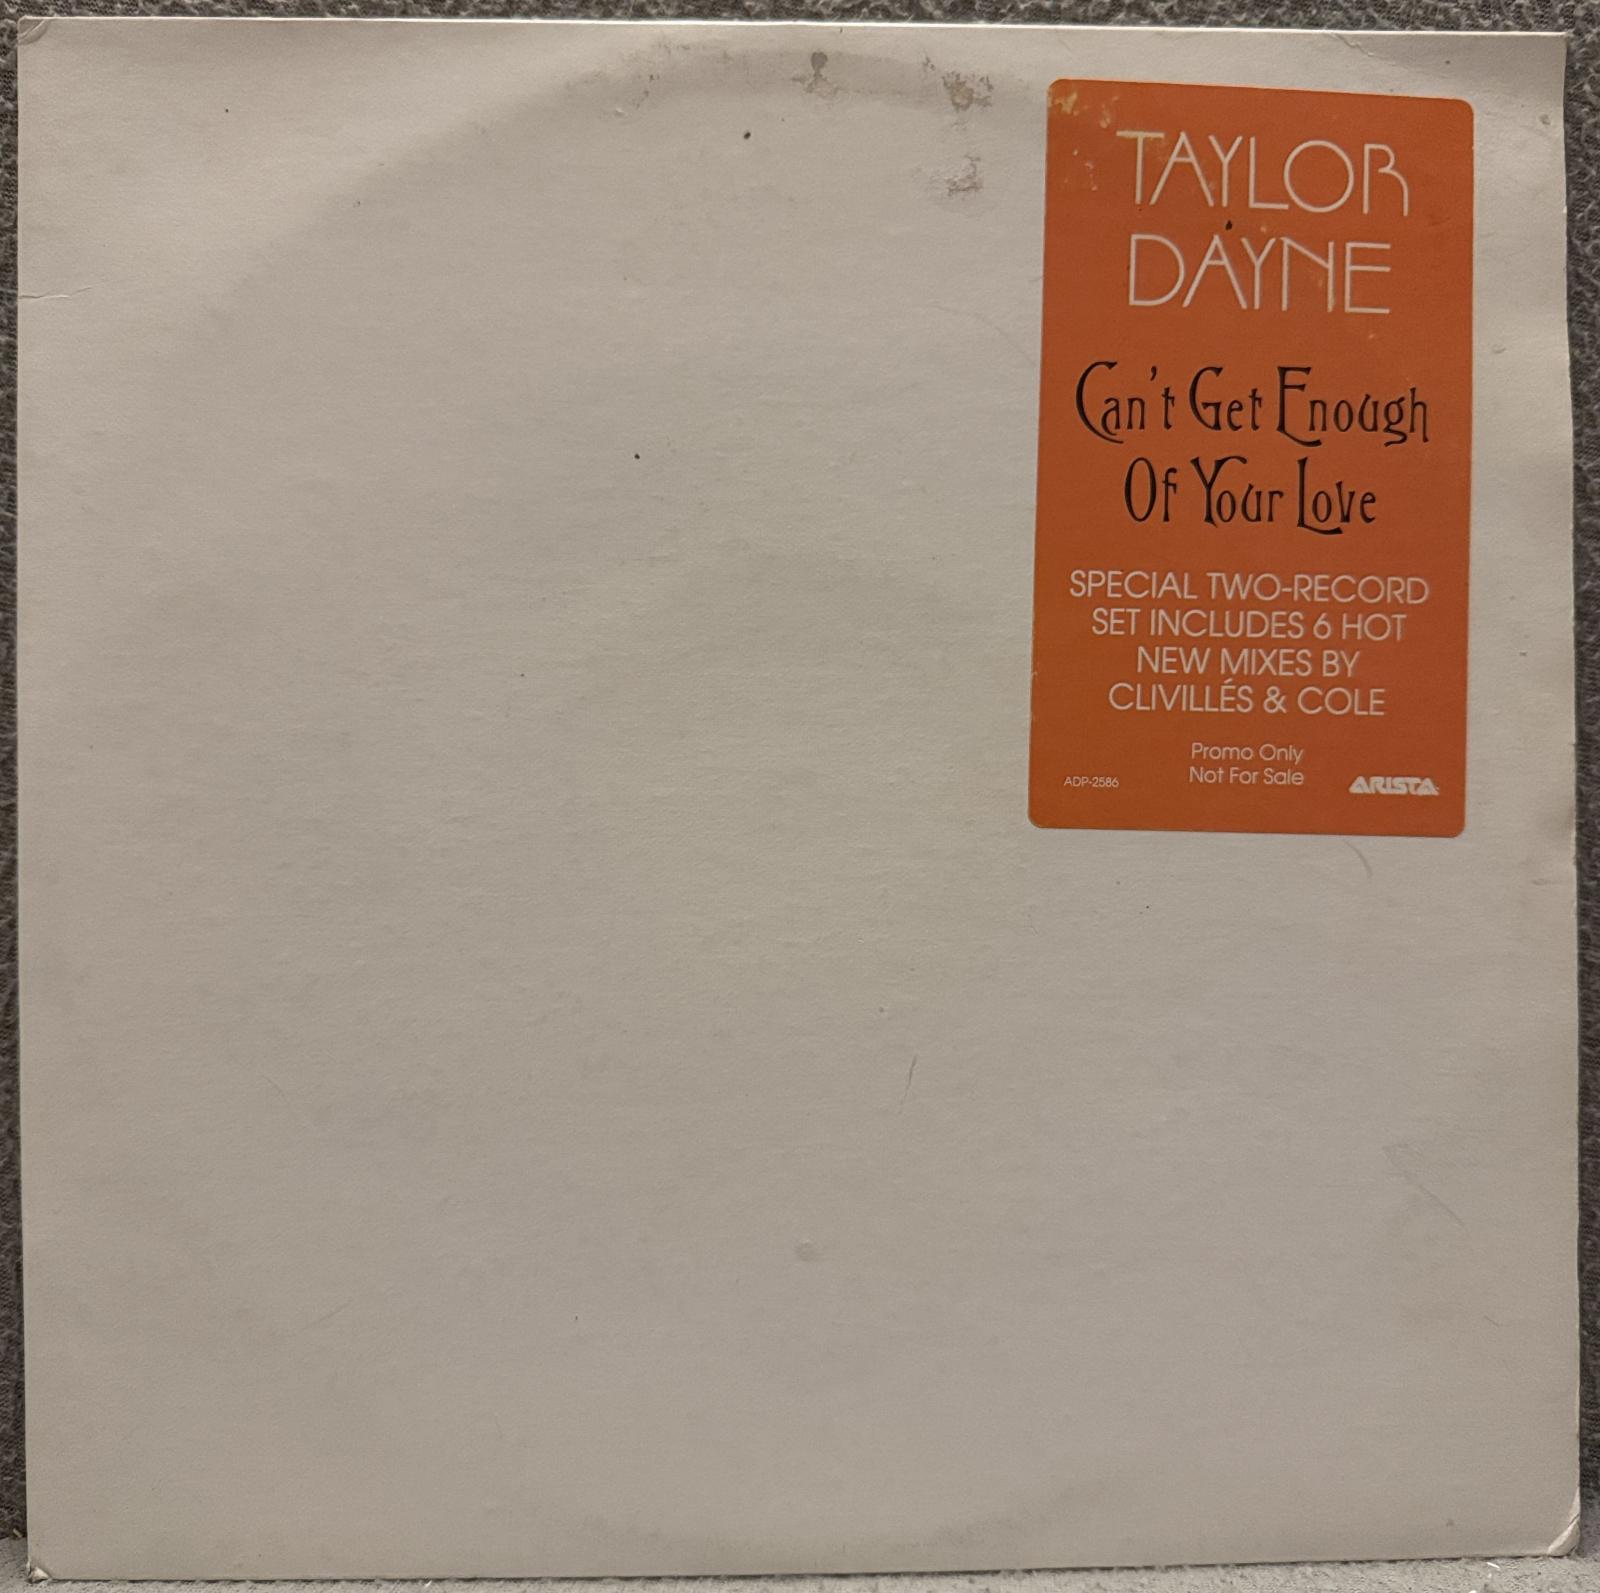 TAYLOR
DAYNE
Can't Get Enough
Of Your Love
SPECIAL TWO-RECORD
SET INCLUDES 6 HOT
NEW MIXES BY
CLIVILLÉS & COLE
Promo Only
Not For Sale
ADP-2586
ARISTA